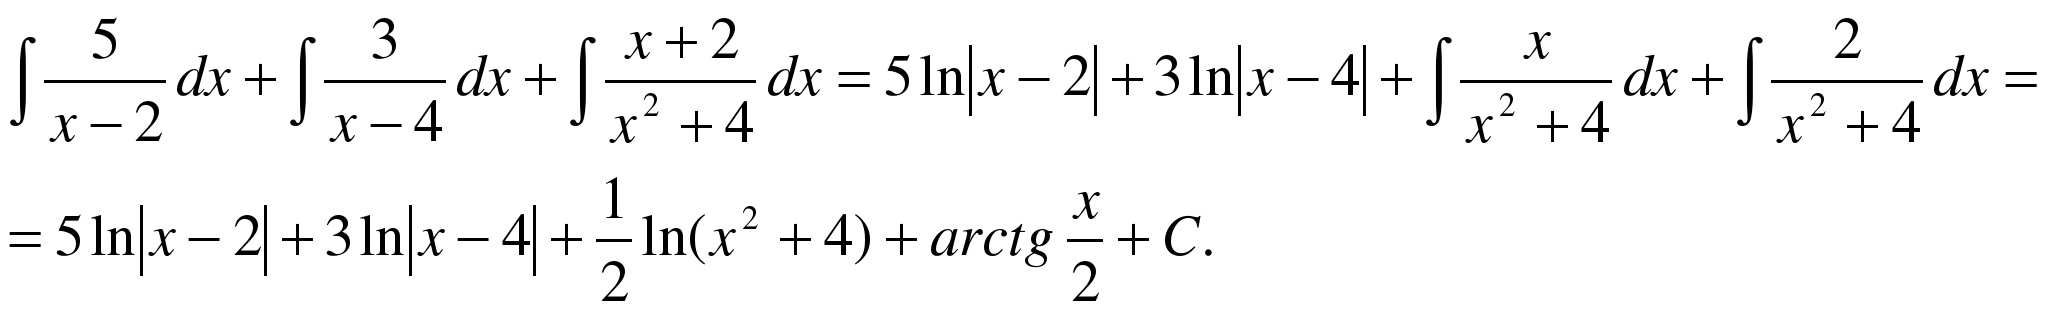 ∫ 5/(x − 2) dx + ∫ 3/(x − 4) dx + ∫ (x + 2)/(x² + 4) dx = 5 ln|x − 2| + 3 ln|x − 4| + ∫ x/(x² + 4) dx + ∫ 2/(x² + 4) dx =
= 5 ln|x − 2| + 3 ln|x − 4| + 1/2 ln(x² + 4) + arctg x/2 + C.